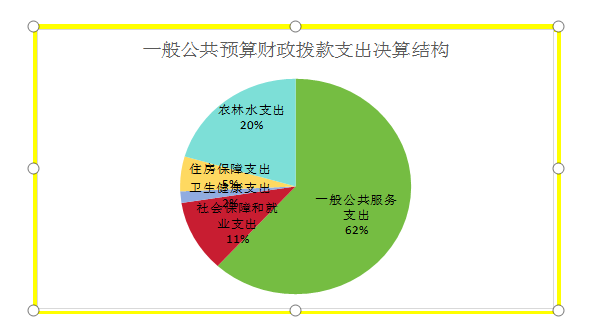 一般公共预算财政拨款支出决算结构
农林水支出
20%
住房保障支出
5%
卫生健康支出
2%
社会保障和就
业支出
11%
一般公共服务
支出
62%